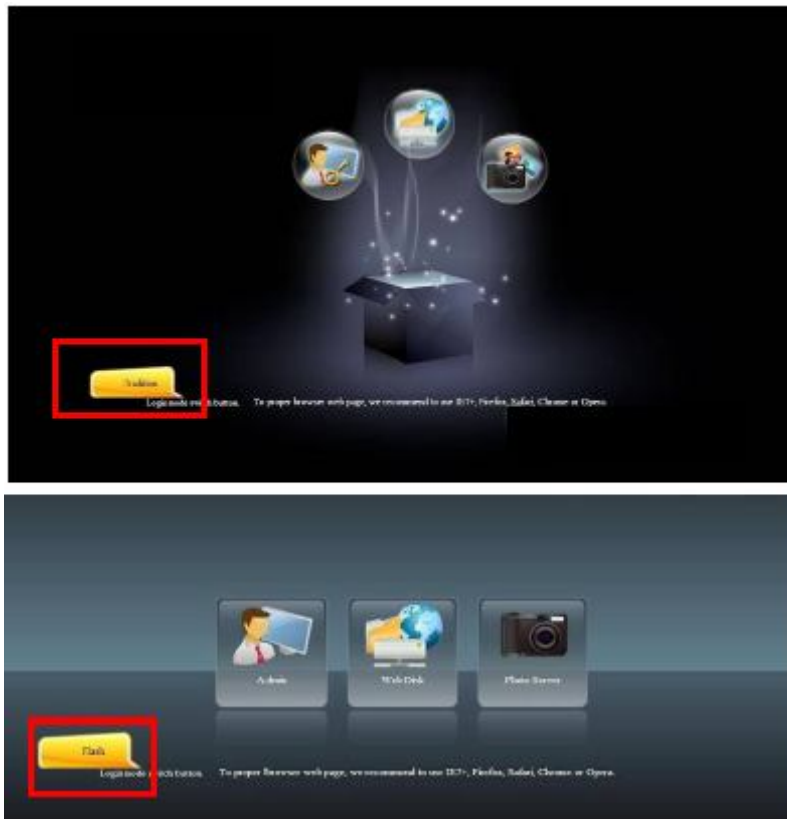 Tradition
Login mode switch button. To proper browser web page, we recommend to use IE7+, Firefox, Safari, Chrome or Opera.
Admin
Web Disk
Photo Server
Flash
Login mode switch button. To proper Browser web page, we recommend to use IE7+, Firefox, Safari, Chrome or Opera.